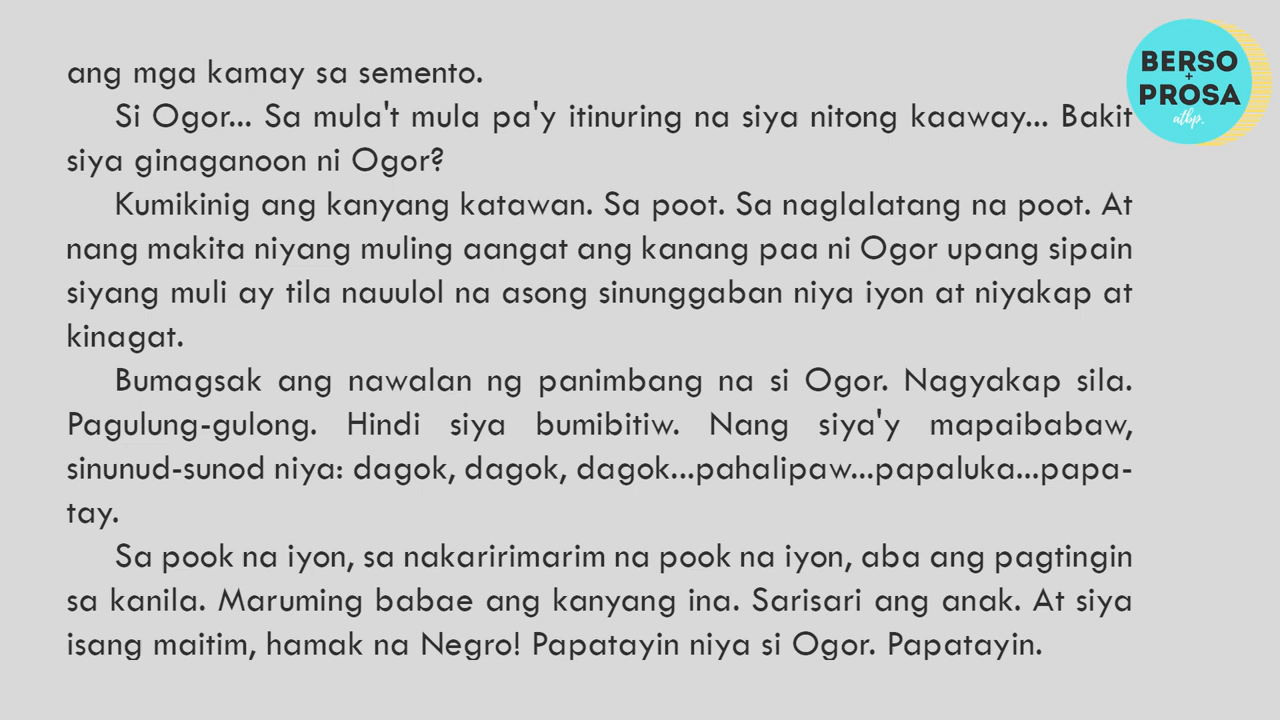 ang mga kamay sa semento.
Si Ogor... Sa mula't mula pa'y itinuring na siya nitong kaaway... Bakit
siya ginaganoon ni Ogor?
Kumikinig ang kanyang katawan. Sa poot. Sa naglalatang na poot. At
nang makita niyang muling aangat ang kanang paa ni Ogor upang sipain
siyang muli ay tila nauulol na asong sinunggaban niya iyon at niyakap at
kinagat.
Bumagsak ang nawalan ng panimbang na si Ogor. Nagyakap sila.
Pagulung-gulong. Hindi siya bumibitiw. Nang siya'y mapaibabaw,
sinunud-sunod niya: dagok, dagok, dagok...pahalipaw...papaluka...papa-
tay.
Sa pook na iyon, sa nakaririmarim na pook na iyon, aba ang pagtingin
sa kanila. Maruming babae ang kanyang ina. Sarisari ang anak. At siya
isang maitim, hamak na Negro! Papatayin niya si Ogor. Papatayin.
BERSO
+
PROSA
atbp.